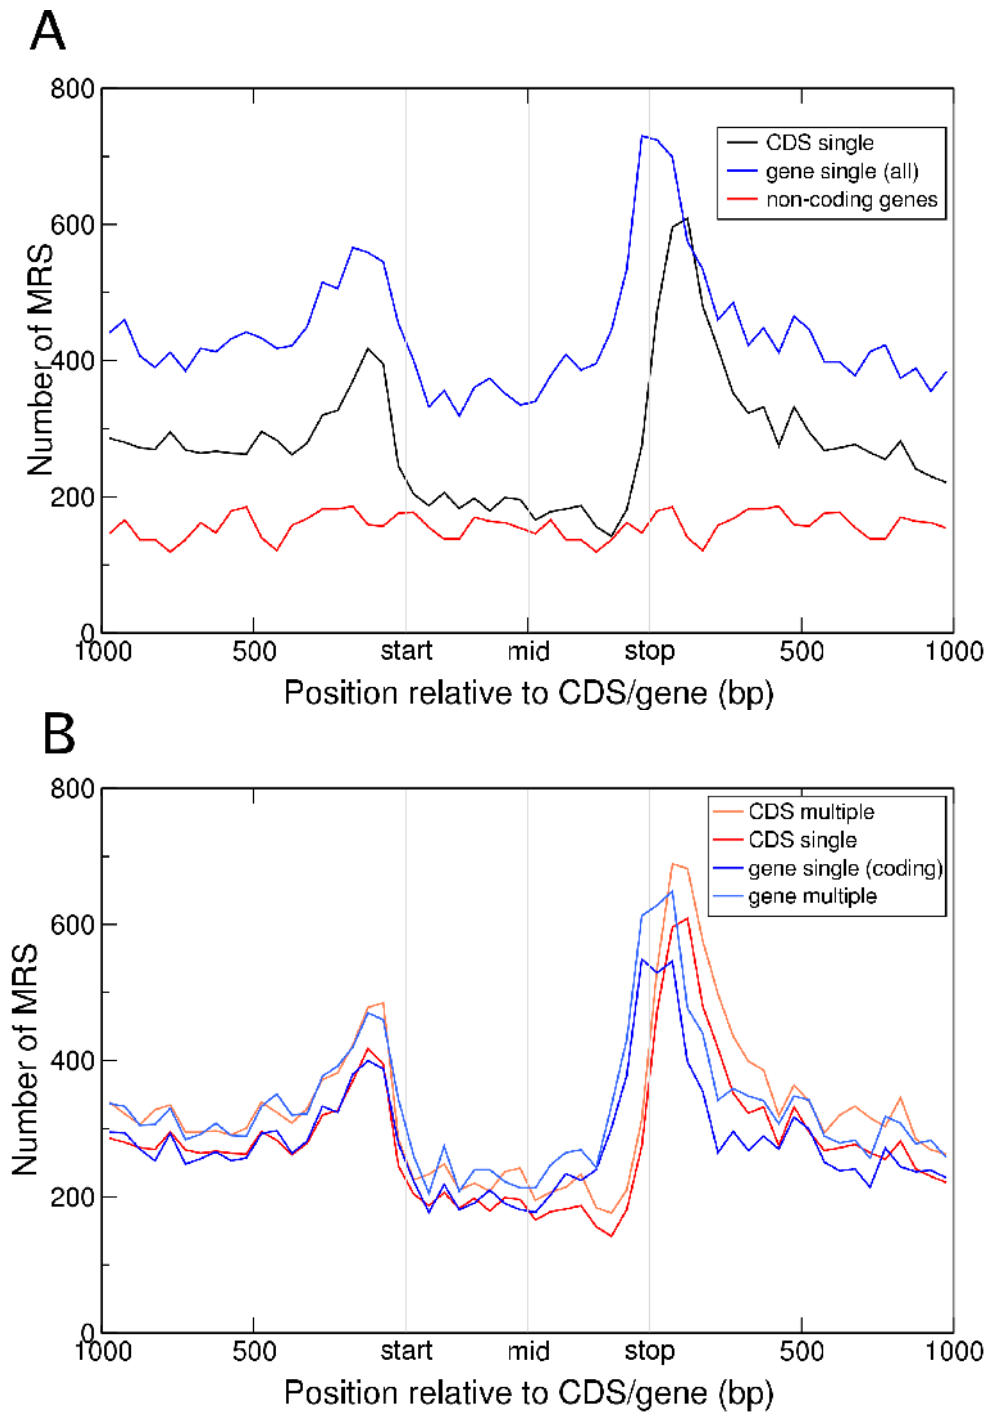 A
800
600
400
200
0
Number of MRS
CDS single
gene single (all)
non-coding genes
1000 500 start mid stop 500 1000
Position relative to CDS/gene (bp)
B
800
600
400
200
0
Number of MRS
CDS multiple
CDS single
gene single (coding)
gene multiple
1000 500 start mid stop 500 1000
Position relative to CDS/gene (bp)